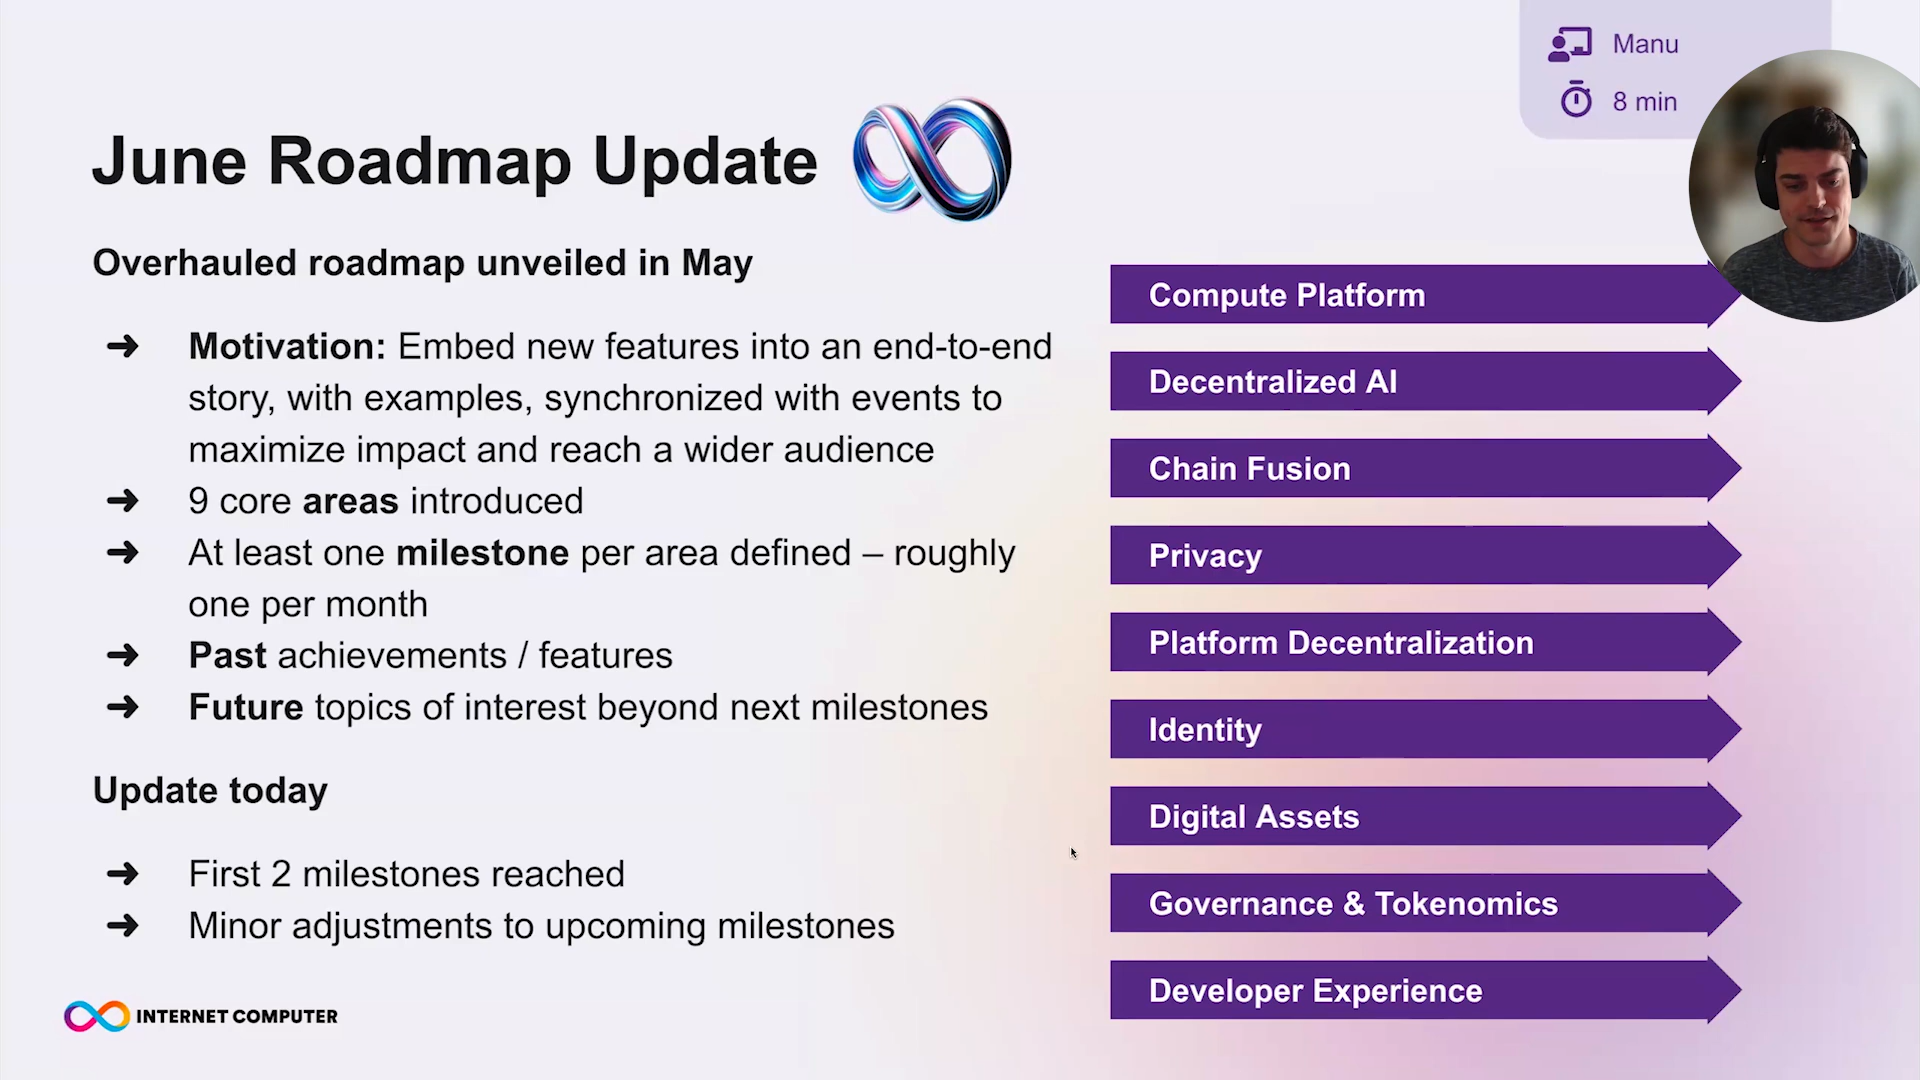 Manu
8 min
June Roadmap Update
Overhauled roadmap unveiled in May
➜ Motivation: Embed new features into an end-to-end
story, with examples, synchronized with events to
maximize impact and reach a wider audience
➜ 9 core areas introduced
➜ At least one milestone per area defined – roughly
one per month
➜ Past achievements / features
➜ Future topics of interest beyond next milestones
Update today
➜ First 2 milestones reached
➜ Minor adjustments to upcoming milestones
INTERNET COMPUTER
Compute Platform
Decentralized AI
Chain Fusion
Privacy
Platform Decentralization
Identity
Digital Assets
Governance & Tokenomics
Developer Experience